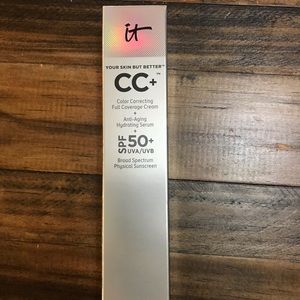 it
YOUR SKIN BUT BETTER™
CC+™
Color Correcting
Full Coverage Cream
+
Anti-Aging
Hydrating Serum
+
SPF 50+
UVA/UVB
Broad Spectrum
Physical Sunscreen